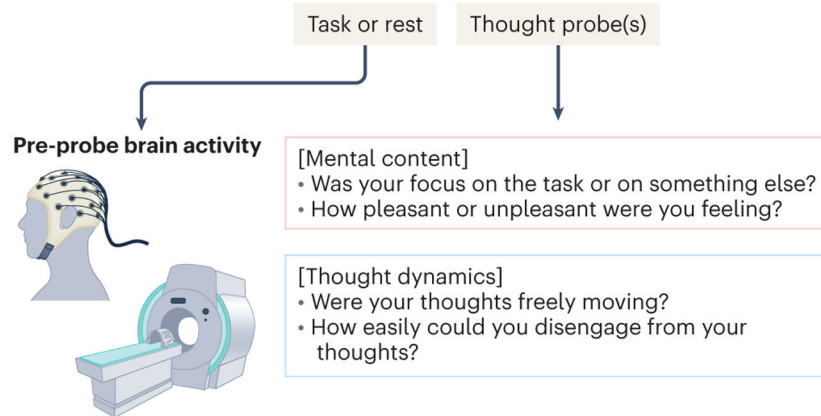 Task or rest
Thought probe(s)
Pre-probe brain activity
[Mental content]
• Was your focus on the task or on something else?
• How pleasant or unpleasant were you feeling?
[Thought dynamics]
• Were your thoughts freely moving?
• How easily could you disengage from your
thoughts?